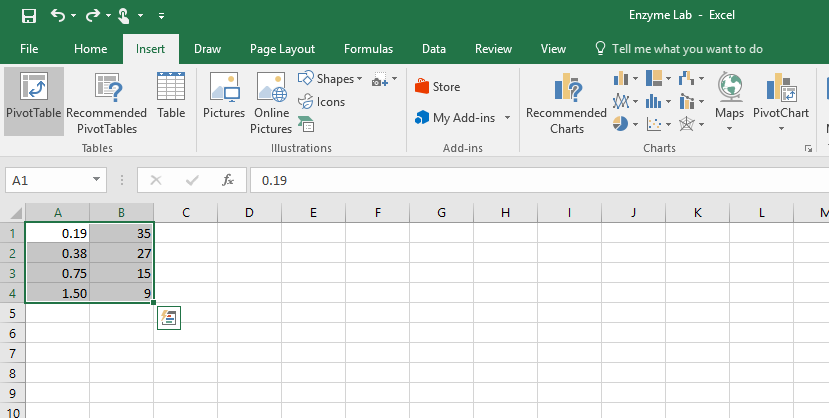 Enzyme Lab - Excel
File Home Insert Draw Page Layout Formulas Data Review View Tell me what you want to do
PivotTable
Recommended
PivotTables
Table
Tables
Pictures
Online
Pictures
Shapes
Icons
Illustrations
Store
My Add-ins
Add-ins
Recommended
Charts
Maps
PivotChart
Charts
A1 fx 0.19
A B C D E F G H I J K L M
1 0.19 35
2 0.38 27
3 0.75 15
4 1.50 9
5
6
7
8
9
10